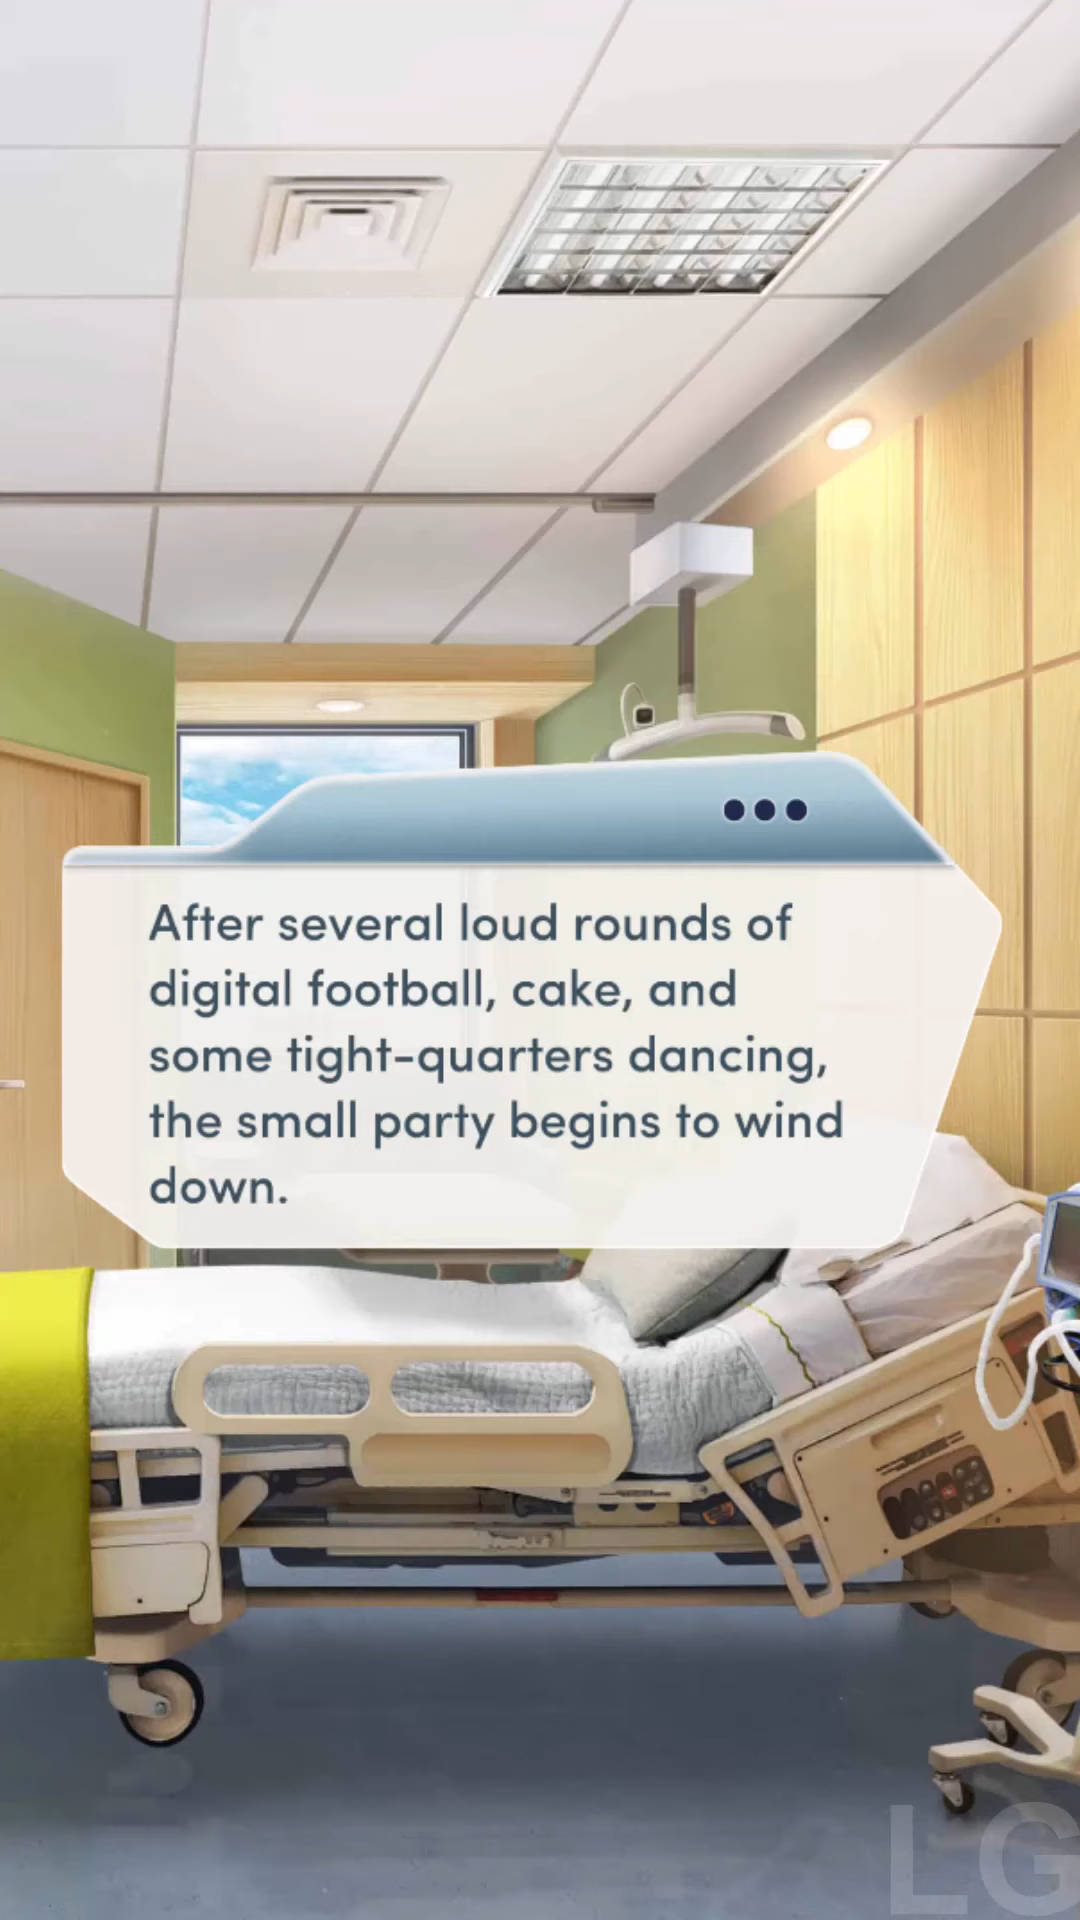 After several loud rounds of
digital football, cake, and
some tight-quarters dancing,
the small party begins to wind
down.
LG